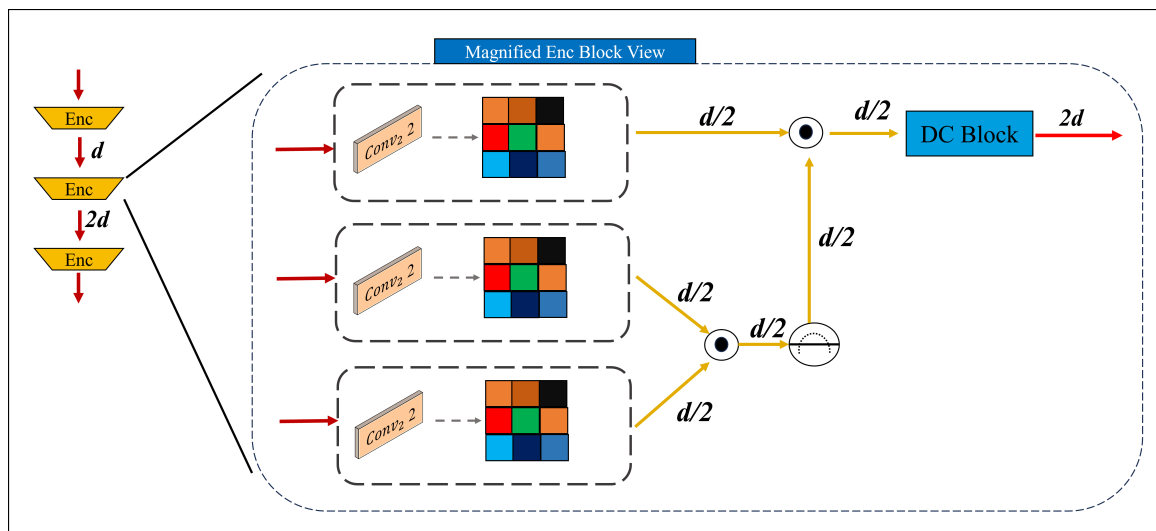 Magnified Enc Block View
Enc
d
Enc
2d
Enc
Conv₂ 2
d/2
d/2
DC Block
2d
d/2
Conv₂ 2
d/2
d/2
Conv₂ 2
d/2